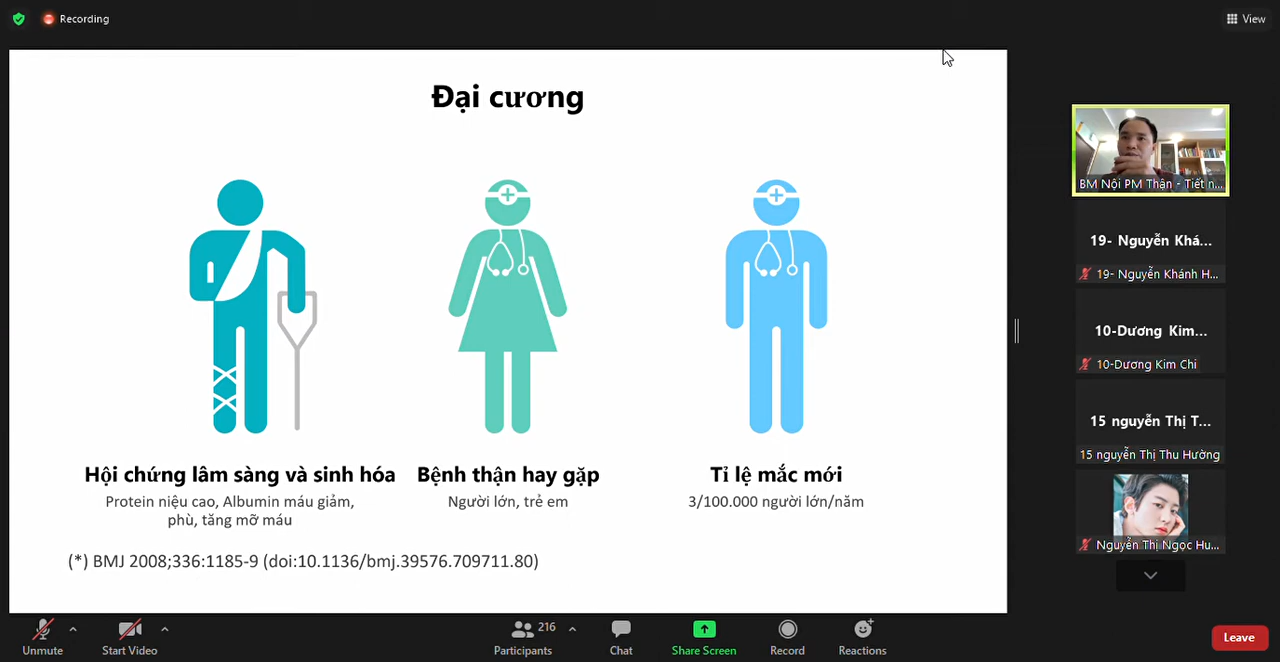 Recording
View
Đại cương
Hội chứng lâm sàng và sinh hóa
Protein niệu cao, Albumin máu giảm,
phù, tăng mỡ máu
Bệnh thận hay gặp
Người lớn, trẻ em
Tỉ lệ mắc mới
3/100.000 người lớn/năm
(*) BMJ 2008;336:1185-9 (doi:10.1136/bmj.39576.709711.80)
BM Nội PM Thận - Tiết n...
19- Nguyễn Khá...
19- Nguyễn Khánh H...
10-Dương Kim...
10-Dương Kim Chi
15 nguyễn Thị T...
15 nguyễn Thị Thu Hường
Nguyễn Thị Ngọc Hu...
Unmute
Start Video
216
Participants
Chat
Share Screen
Record
Reactions
Leave